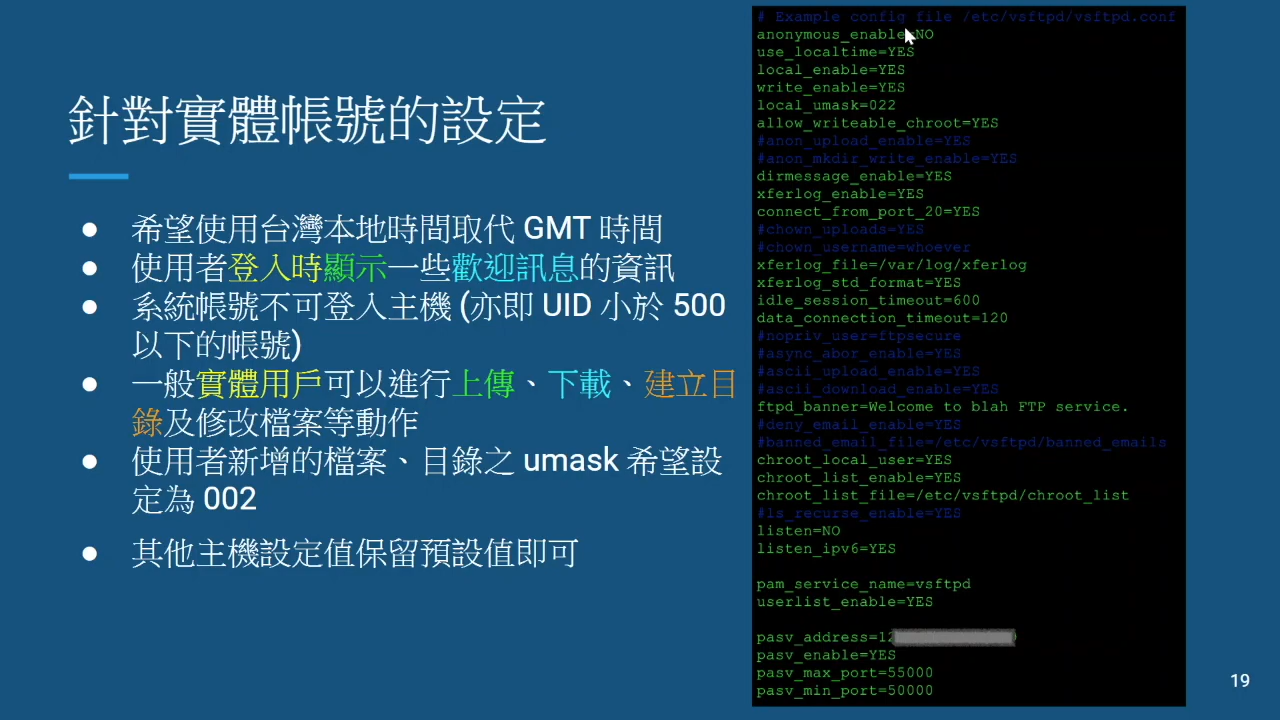 針對實體帳號的設定
● 希望使用台灣本地時間取代 GMT 時間
● 使用者登入時顯示一些歡迎訊息的資訊
● 系統帳號不可登入主機 (亦即 UID 小於 500
以下的帳號)
● 一般實體用戶可以進行上傳、下載、建立目
錄及修改檔案等動作
● 使用者新增的檔案、目錄之 umask 希望設
定為 002
● 其他主機設定值保留預設值即可
# Example config file /etc/vsftpd/vsftpd.conf
anonymous_enable=NO
use_localtime=YES
local_enable=YES
write_enable=YES
local_umask=022
allow_writeable_chroot=YES
#anon_upload_enable=YES
#anon_mkdir_write_enable=YES
dirmessage_enable=YES
xferlog_enable=YES
connect_from_port_20=YES
#chown_uploads=YES
#chown_username=whoever
xferlog_file=/var/log/xferlog
xferlog_std_format=YES
idle_session_timeout=600
data_connection_timeout=120
#nopriv_user=ftpsecure
#async_abor_enable=YES
#ascii_upload_enable=YES
#ascii_download_enable=YES
ftpd_banner=Welcome to blah FTP service.
#deny_email_enable=YES
#banned_email_file=/etc/vsftpd/banned_emails
chroot_local_user=YES
chroot_list_enable=YES
chroot_list_file=/etc/vsftpd/chroot_list
#ls_recurse_enable=YES
listen=NO
listen_ipv6=YES
pam_service_name=vsftpd
userlist_enable=YES
pasv_address=12
pasv_enable=YES
pasv_max_port=55000
pasv_min_port=50000
19